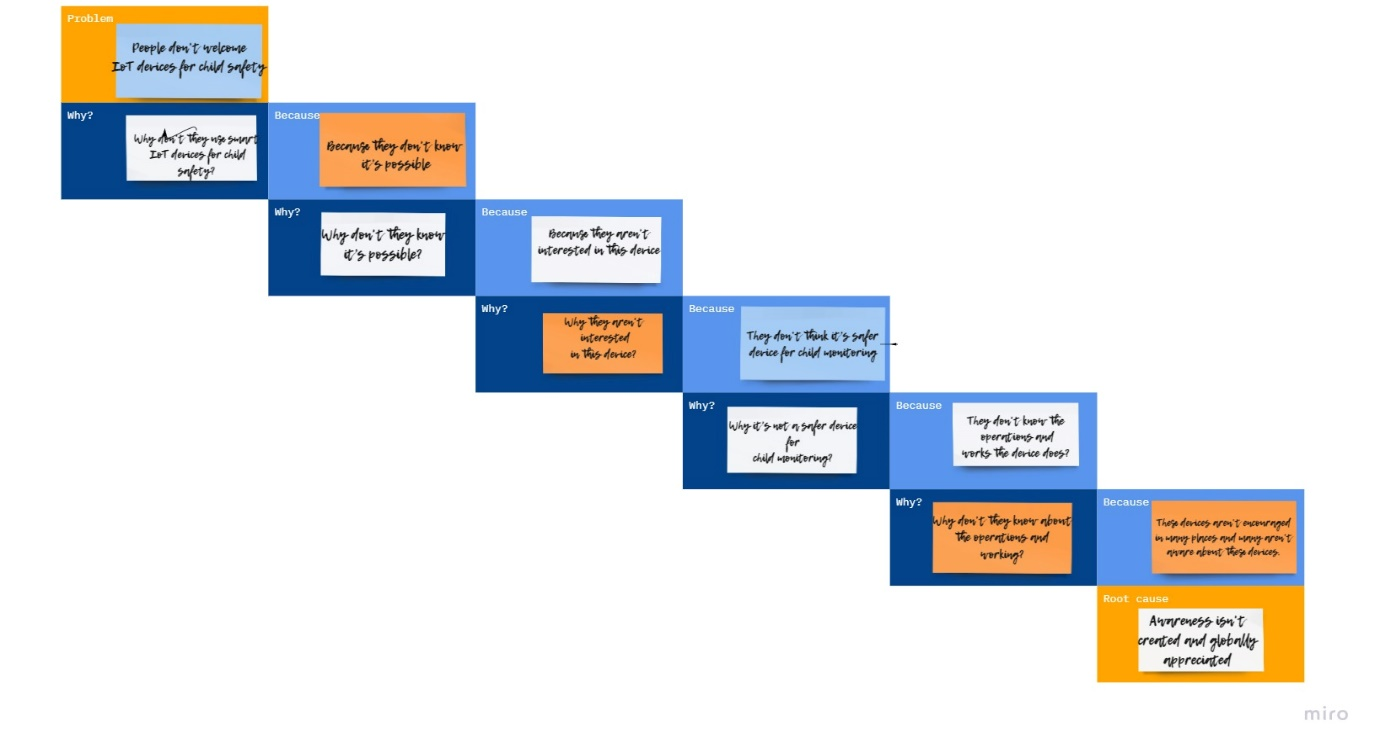 Problem
People don't welcome
IoT devices for child safety
Why?
Why don't they use smart
IoT devices for child
safety?
Because
Because they don't know
it's possible
Why?
Why don't they know
it's possible?
Because
Because they aren't
interested in this device
Why?
Why they aren't
interested
in this device?
Because
They don't think it's safer
device for child monitoring
Why?
Why it's not a safer device
for
child monitoring?
Because
They don't know the
operations and
works the device does?
Why?
Why don't they know about
the operations and
working?
Because
These devices aren't encouraged
in many places and many aren't
aware about these devices.
Root cause
Awareness isn't
created and globally
appreciated
miro